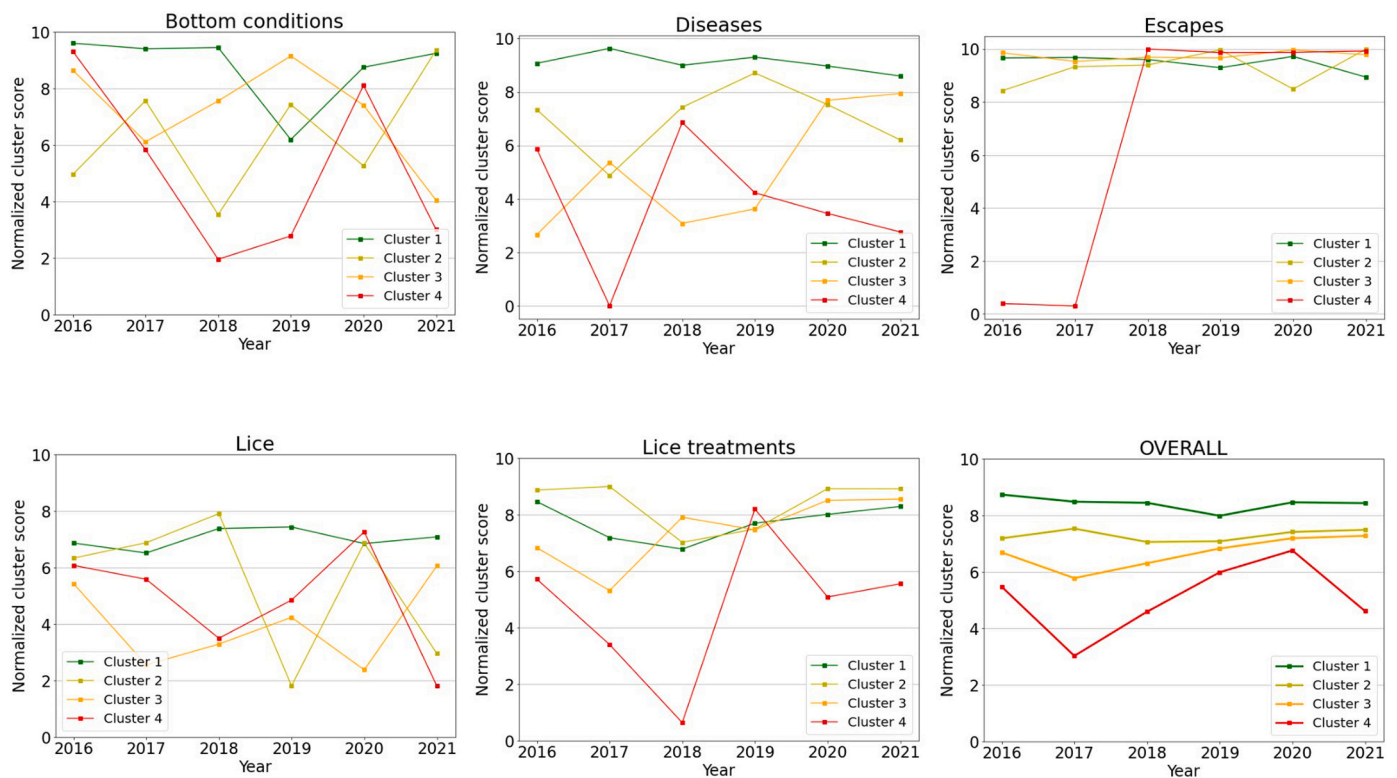 Bottom conditions
Normalized cluster score
10
8
6
4
2
0
Cluster 1
Cluster 2
Cluster 3
Cluster 4
2016 2017 2018 2019 2020 2021
Year
Diseases
Normalized cluster score
10
8
6
4
2
0
Cluster 1
Cluster 2
Cluster 3
Cluster 4
2016 2017 2018 2019 2020 2021
Year
Escapes
Normalized cluster score
10
8
6
4
2
0
Cluster 1
Cluster 2
Cluster 3
Cluster 4
2016 2017 2018 2019 2020 2021
Year
Lice
Normalized cluster score
10
8
6
4
2
0
Cluster 1
Cluster 2
Cluster 3
Cluster 4
2016 2017 2018 2019 2020 2021
Year
Lice treatments
Normalized cluster score
10
8
6
4
2
0
Cluster 1
Cluster 2
Cluster 3
Cluster 4
2016 2017 2018 2019 2020 2021
Year
OVERALL
Normalized cluster score
10
8
6
4
2
0
Cluster 1
Cluster 2
Cluster 3
Cluster 4
2016 2017 2018 2019 2020 2021
Year